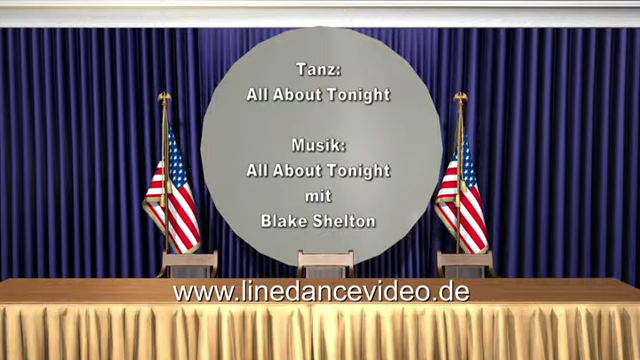 Tanz:
All About Tonight
Musik:
All About Tonight
mit
Blake Shelton
www.linedancevideo.de